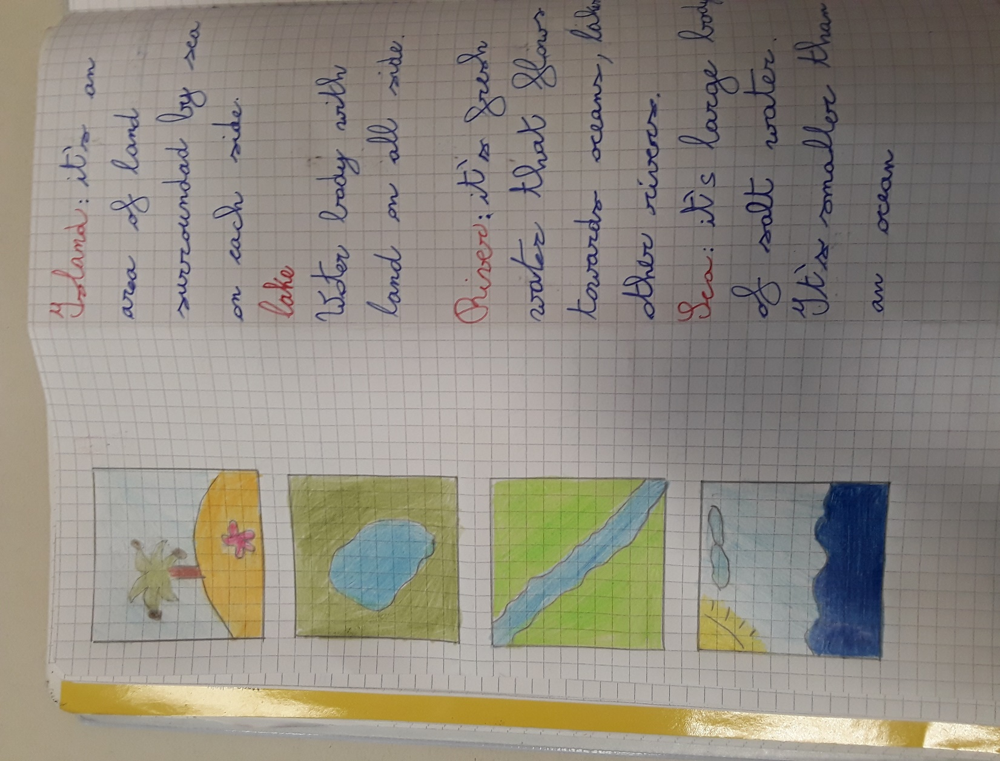 Island: it's an
area of land
surroundad by sea
on each side.
lake
Water body with
land on all side.
River: it's fresh
water that flows
towards oceans, lake
other rivers.
Sea: it's large body
of salt water.
It's smaller than
an ocean